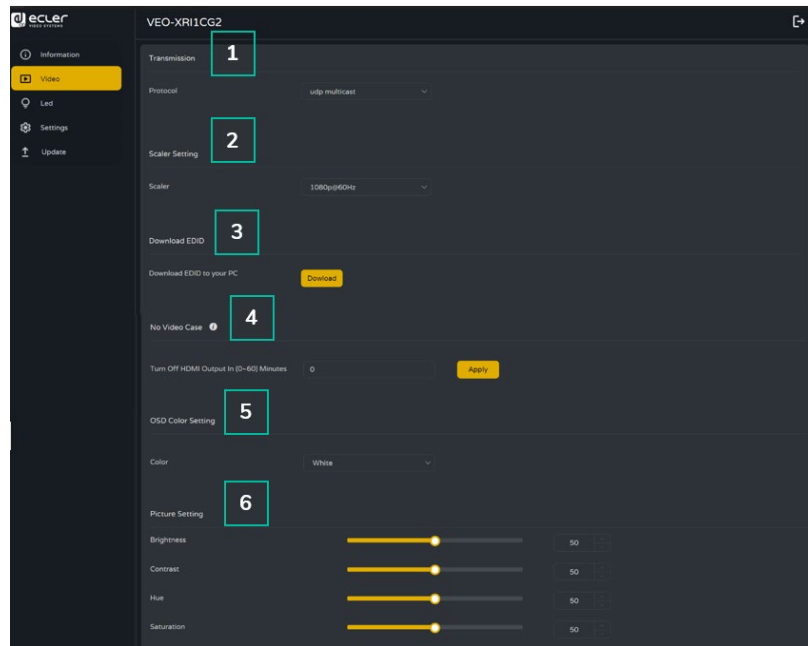 ecler
VIDEO SYSTEMS
VEO-XRI1CG2
Information
Video
Led
Settings
Update
Transmission 1
Protocol udp multicast
Scaler Setting 2
Scaler 1080p@60Hz
Download EDID 3
Download EDID to your PC Dowload
No Video Case 4
Turn Off HDMI Output In (0~60) Minutes 0 Apply
OSD Color Setting 5
Color White
Picture Setting 6
Brightness 50
Contrast 50
Hue 50
Saturation 50